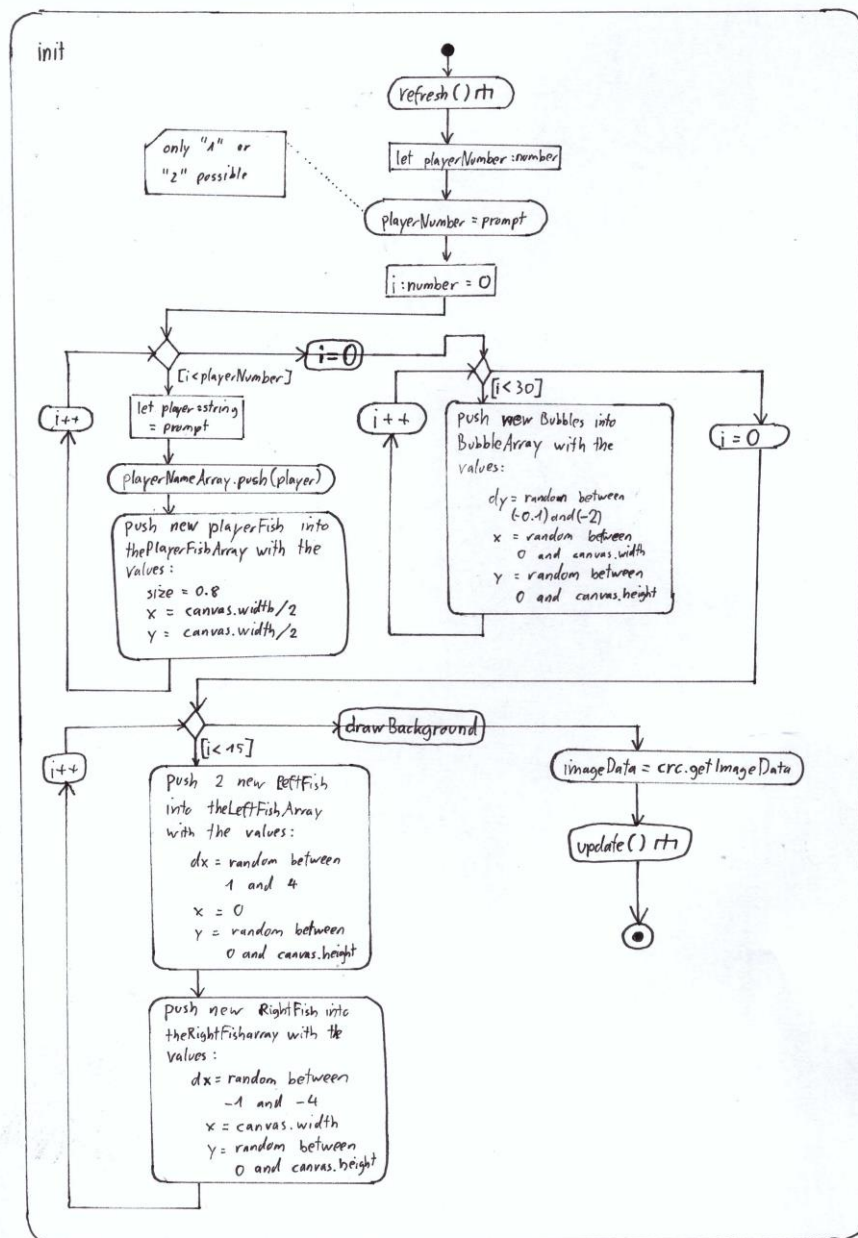 init
refresh()
let playerNumber:number
only "1" or
"2" possible
playerNumber = prompt
i:number = 0
i=0
[i<playerNumber]
i++
let player:string
= prompt
playerNameArray.push(player)
push new playerFish into
thePlayerFishArray with the
values:
size = 0.8
x = canvas.width/2
y = canvas.width/2
[i<30]
i++
push new Bubbles into
BubbleArray with the
values:
dy = random between
(-0.1) and (-2)
x = random between
0 and canvas.width
y = random between
0 and canvas.height
i = 0
[i<15]
i++
push 2 new LeftFish
into theLeftFishArray
with the values:
dx = random between
1 and 4
x = 0
y = random between
0 and canvas.height
push new RightFish into
theRightFisharray with the
values:
dx = random between
-1 and -4
x = canvas.width
y = random between
0 and canvas.height
drawBackground
imageData = crc.getImageData
update()